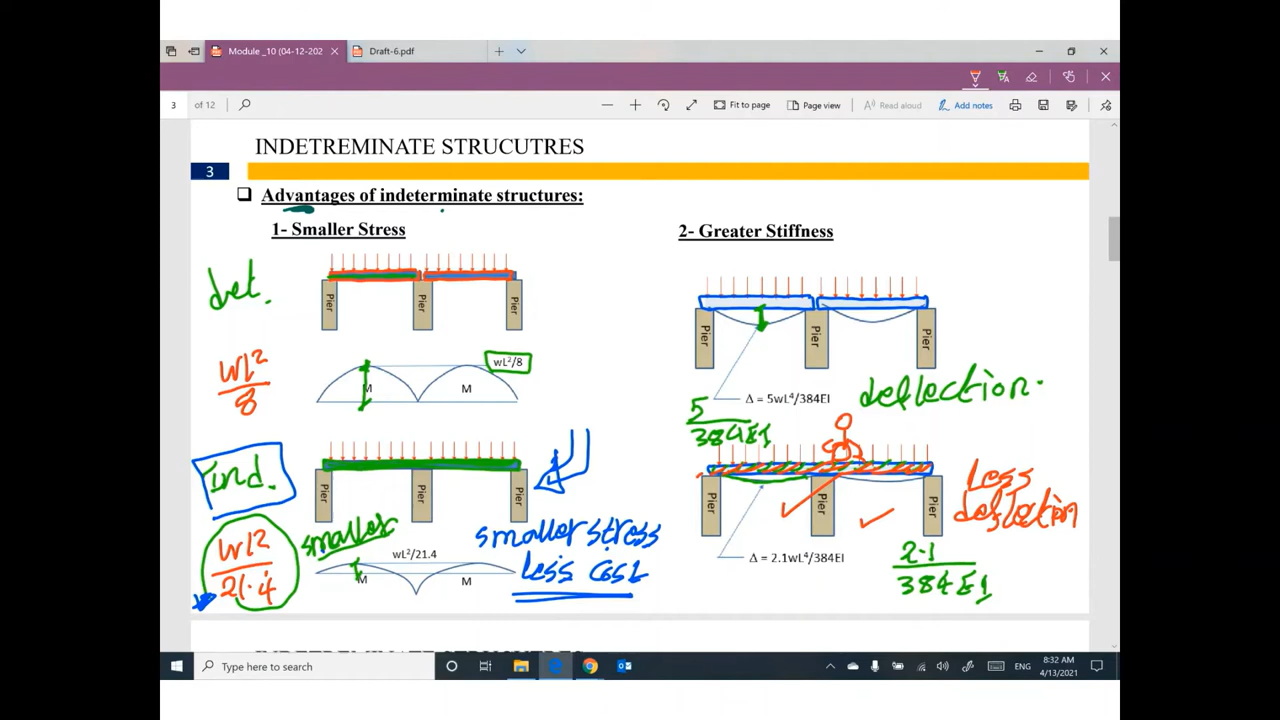 Module _10 (04-12-202
Draft-6.pdf
3 of 12
Fit to page
Page view
Read aloud
Add notes
INDETREMINATE STRUCUTRES
3
Advantages of indeterminate structures:
1- Smaller Stress
2- Greater Stiffness
det.
Pier
Pier
Pier
Pier
Pier
Pier
wL²/8
wL²
8
M
M
Δ = 5wL⁴/384EI
deflection.
5
384EI
ind.
Pier
Pier
Pier
Pier
Pier
Pier
Less
deflection
smaller
smaller stress
less cost
wL²
21.4
wL²/21.4
M
M
Δ = 2.1wL⁴/384EI
2.1
384EI
Type here to search
ENG
8:32 AM
4/13/2021